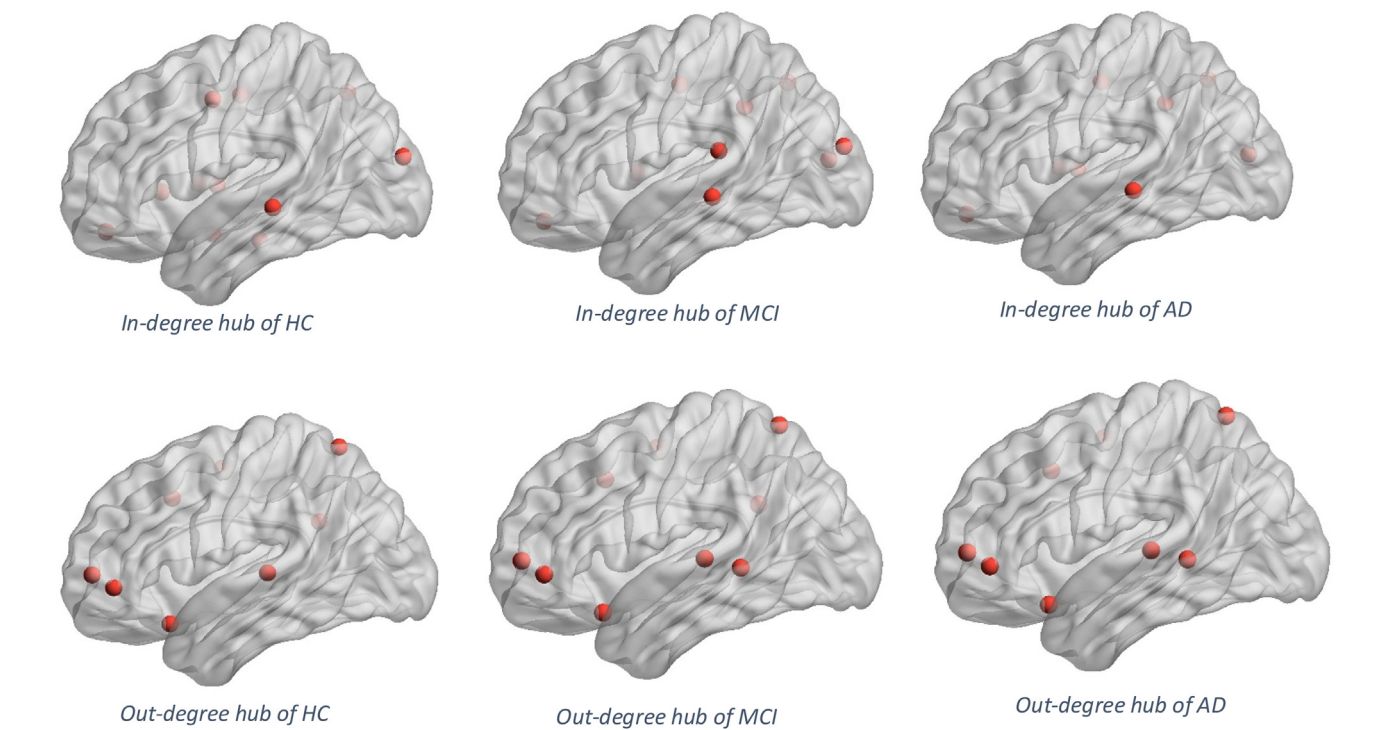 In-degree hub of HC
In-degree hub of MCI
In-degree hub of AD
Out-degree hub of HC
Out-degree hub of MCI
Out-degree hub of AD